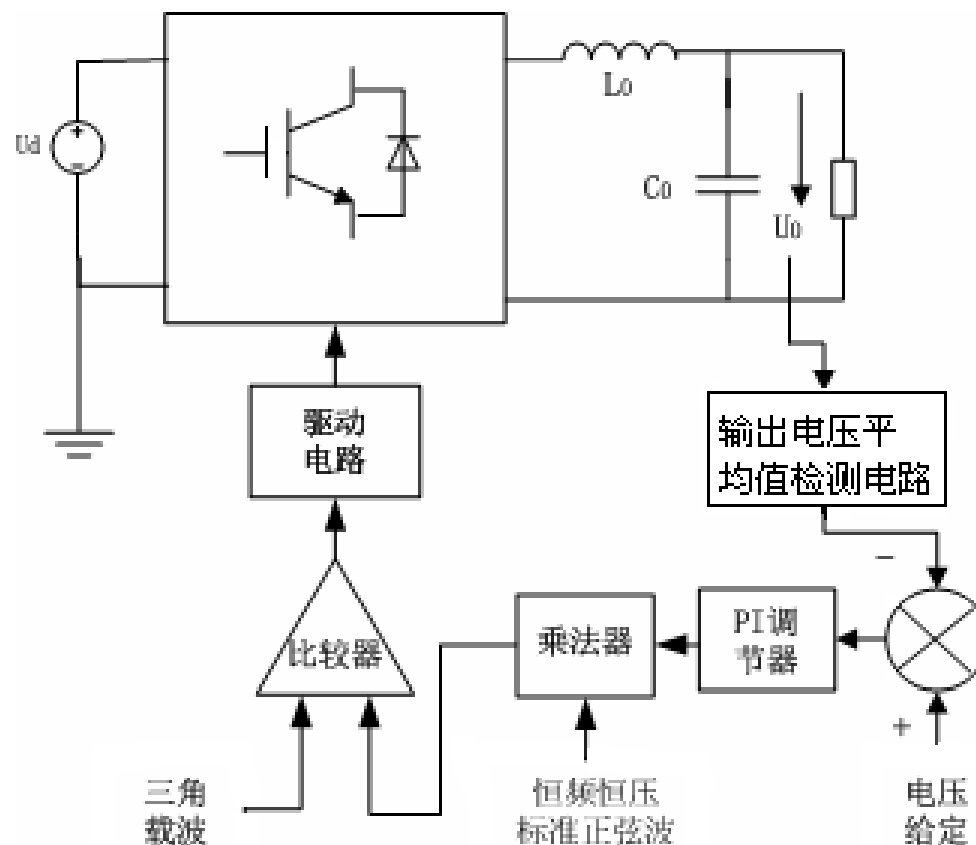 Ud
Lo
Co
Uo
驱动
电路
输出电压平
均值检测电路
比较器
乘法器
PI调
节器
三角
载波
恒频恒压
标准正弦波
电压
给定